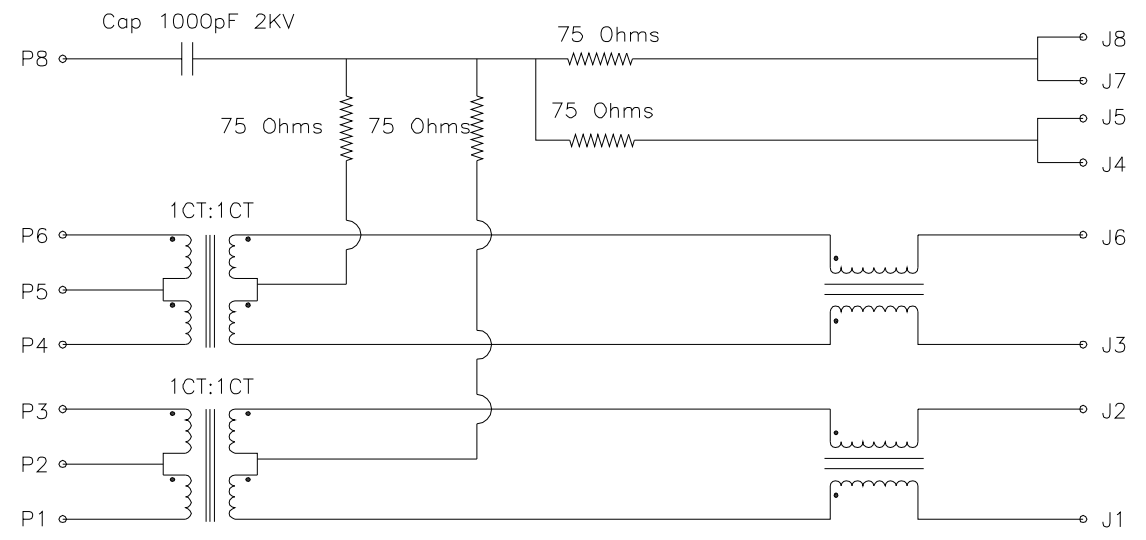 Cap 1000pF 2KV
75 Ohms
J8
P8
J7
75 Ohms
J5
75 Ohms 75 Ohms
J4
1CT:1CT
P6
J6
P5
P4
J3
1CT:1CT
P3
J2
P2
P1
J1